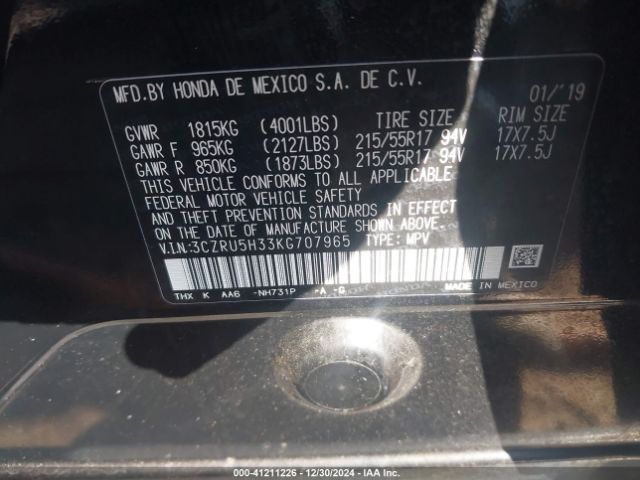 MFD.BY HONDA DE MEXICO S.A. DE C.V. 01/'19
GVWR 1815KG (4001LBS) TIRE SIZE RIM SIZE
GAWR F 965KG (2127LBS) 215/55R17 94V 17X7.5J
GAWR R 850KG (1873LBS) 215/55R17 94V 17X7.5J
THIS VEHICLE CONFORMS TO ALL APPLICABLE
FEDERAL MOTOR VEHICLE SAFETY
AND THEFT PREVENTION STANDARDS IN EFFECT
ON THE DATE OF MANUFACTURE SHOWN ABOVE.
V.I.N.:3CZRU5H33KG707965 TYPE: MPV
THX K AA6 -NH731P -A -G MADE IN MEXICO
000-41211226 - 12/30/2024 - IAA Inc.